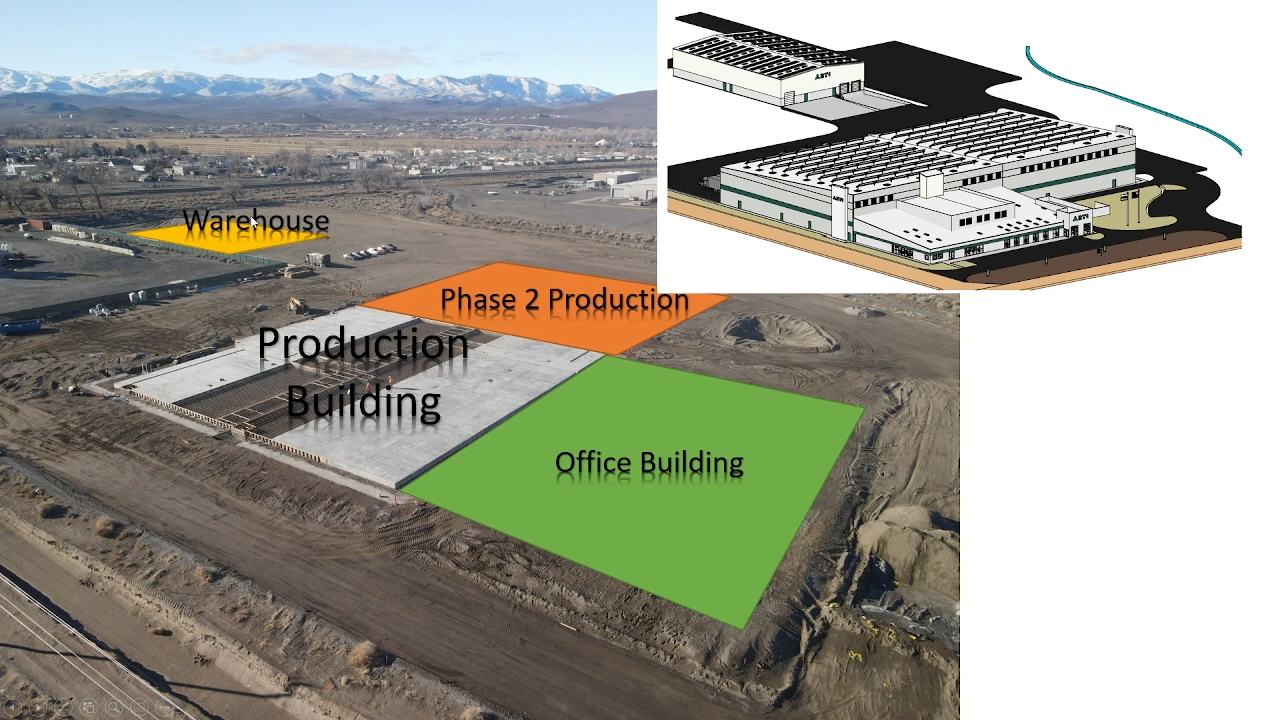 Warehouse
Phase 2 Production
Production
Building
Office Building